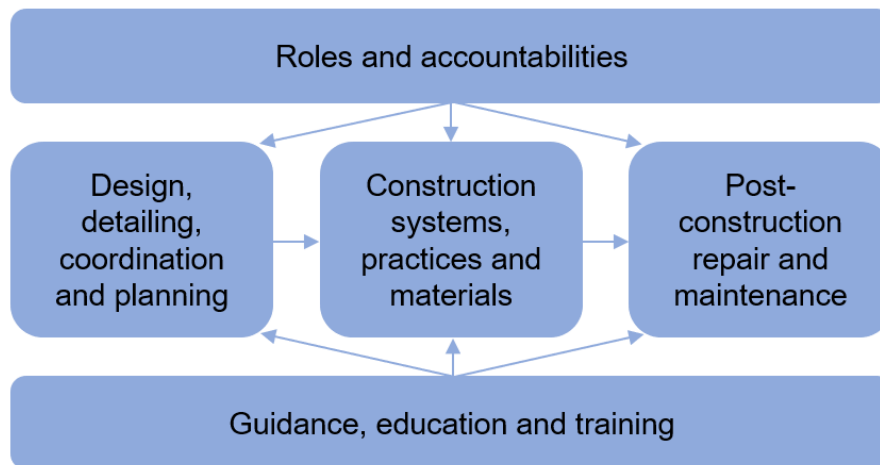 Roles and accountabilities
Design,
detailing,
coordination
and planning
Construction
systems,
practices and
materials
Post-
construction
repair and
maintenance
Guidance, education and training